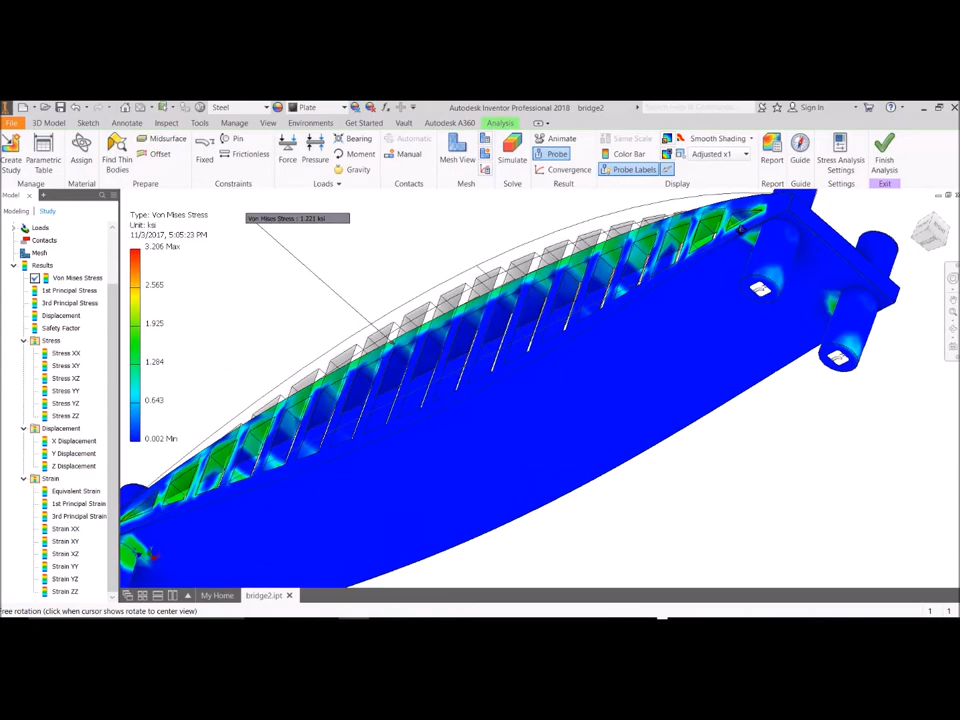 Steel
Plate
Autodesk Inventor Professional 2018 bridge2
Sign In
File 3D Model Sketch Annotate Inspect Tools Manage View Environments Get Started Vault Autodesk A360 Analysis
Create Study
Parametric Table
Manage
Assign
Material
Find Thin Bodies
Midsurface
Offset
Prepare
Fixed
Pin
Frictionless
Constraints
Force
Pressure
Bearing
Moment
Gravity
Loads
Automatic
Manual
Contacts
Mesh View
Mesh
Simulate
Solve
Animate
Probe
Convergence
Result
Same Scale
Color Bar
Probe Labels
Smooth Shading
Adjusted x1
Display
Report
Report
Guide
Guide
Stress Analysis Settings
Settings
Finish Analysis
Exit
Model
Modeling Study
Loads
Contacts
Mesh
Results
Von Mises Stress
1st Principal Stress
3rd Principal Stress
Displacement
Safety Factor
Stress
Stress XX
Stress XY
Stress XZ
Stress YY
Stress YZ
Stress ZZ
Displacement
X Displacement
Y Displacement
Z Displacement
Strain
Equivalent Strain
1st Principal Strain
3rd Principal Strain
Strain XX
Strain XY
Strain XZ
Strain YY
Strain YZ
Strain ZZ
Type: Von Mises Stress
Unit: ksi
11/3/2017, 5:05:23 PM
3.206 Max
2.565
1.925
1.284
0.643
0.002 Min
Von Mises Stress : 1.221 ksi
My Home
bridge2.ipt
Free rotation (click when cursor shows rotate to center view)
1 1